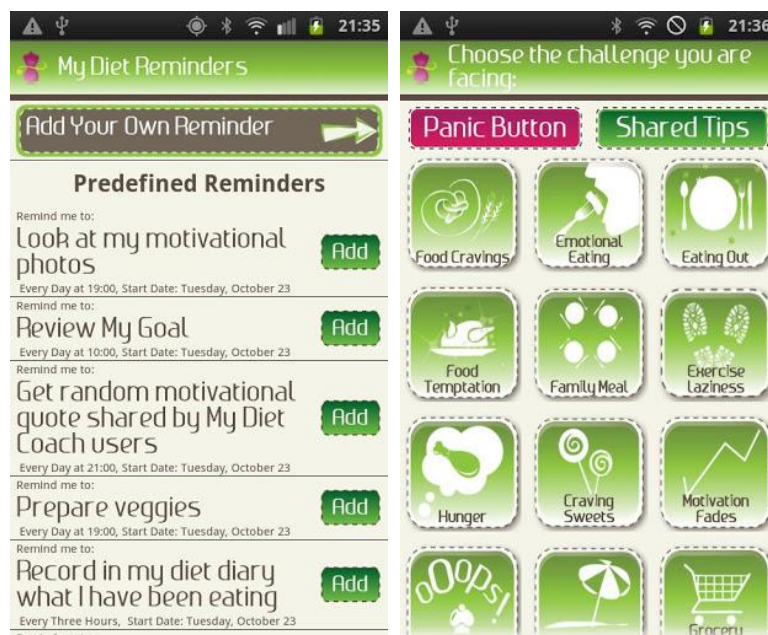 21:35
My Diet Reminders
Add Your Own Reminder
Predefined Reminders
Remind me to:
Look at my motivational
photos
Add
Every Day at 19:00, Start Date: Tuesday, October 23
Remind me to:
Review My Goal
Add
Every Day at 10:00, Start Date: Tuesday, October 23
Remind me to:
Get random motivational
quote shared by My Diet
Coach users
Add
Every Day at 21:00, Start Date: Tuesday, October 23
Remind me to:
Prepare veggies
Add
Every Day at 19:00, Start Date: Tuesday, October 23
Remind me to:
Record in my diet diary
what I have been eating
Add
Every Three Hours, Start Date: Tuesday, October 23
21:36
Choose the challenge you are
facing:
Panic Button
Shared Tips
Food Cravings
Emotional
Eating
Eating Out
Food
Temptation
Family Meal
Exercise
Laziness
Hunger
Craving
Sweets
Motivation
Fades
OOOps!
Grocery